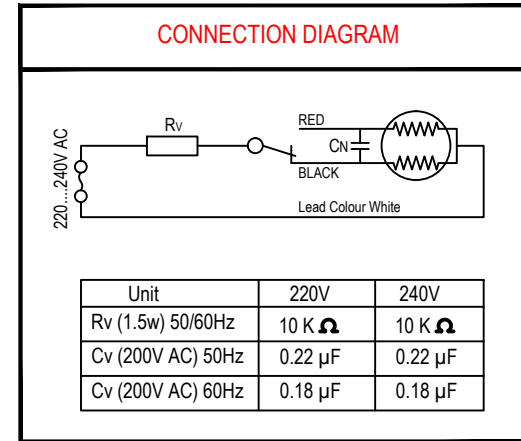 CONNECTION DIAGRAM
220....240V AC
Rv
RED
CN
BLACK
Lead Colour White
Unit 220V 240V
Rv (1.5w) 50/60Hz 10 K Ω 10 K Ω
Cv (200V AC) 50Hz 0.22 µF 0.22 µF
Cv (200V AC) 60Hz 0.18 µF 0.18 µF